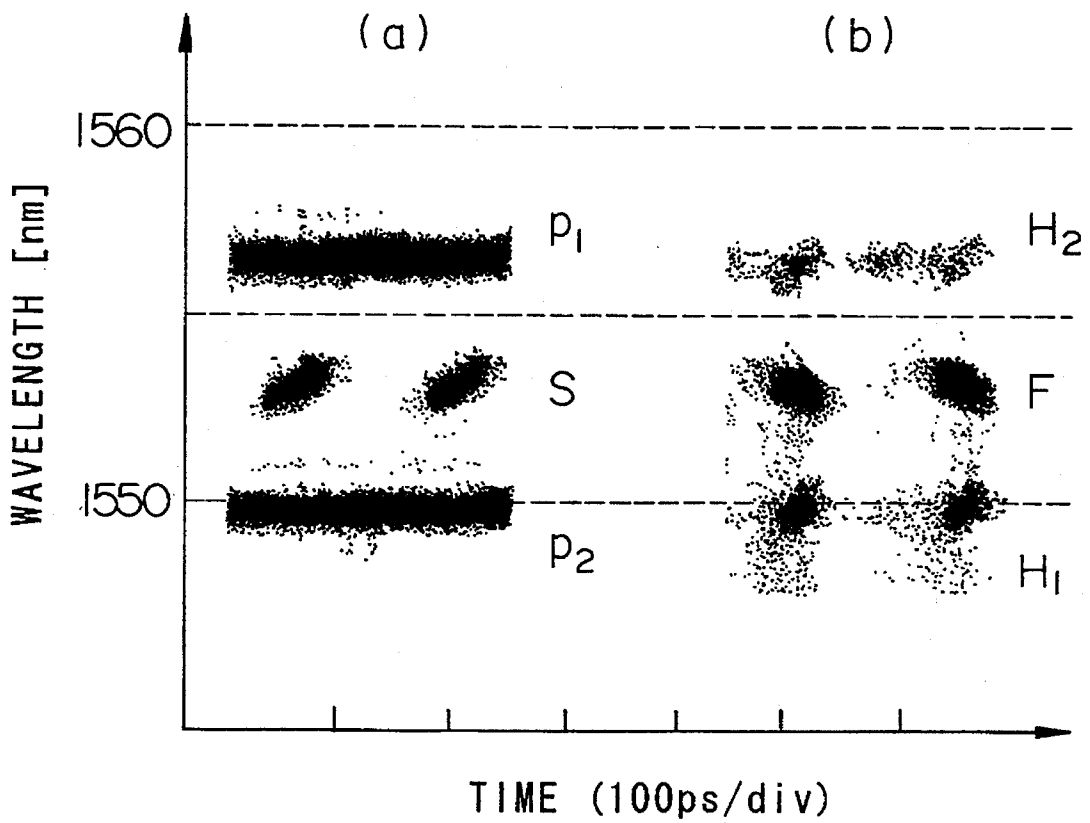 (a)
(b)
1560
1550
WAVELENGTH [nm]
p₁
S
p₂
H₂
F
H₁
TIME (100ps/div)